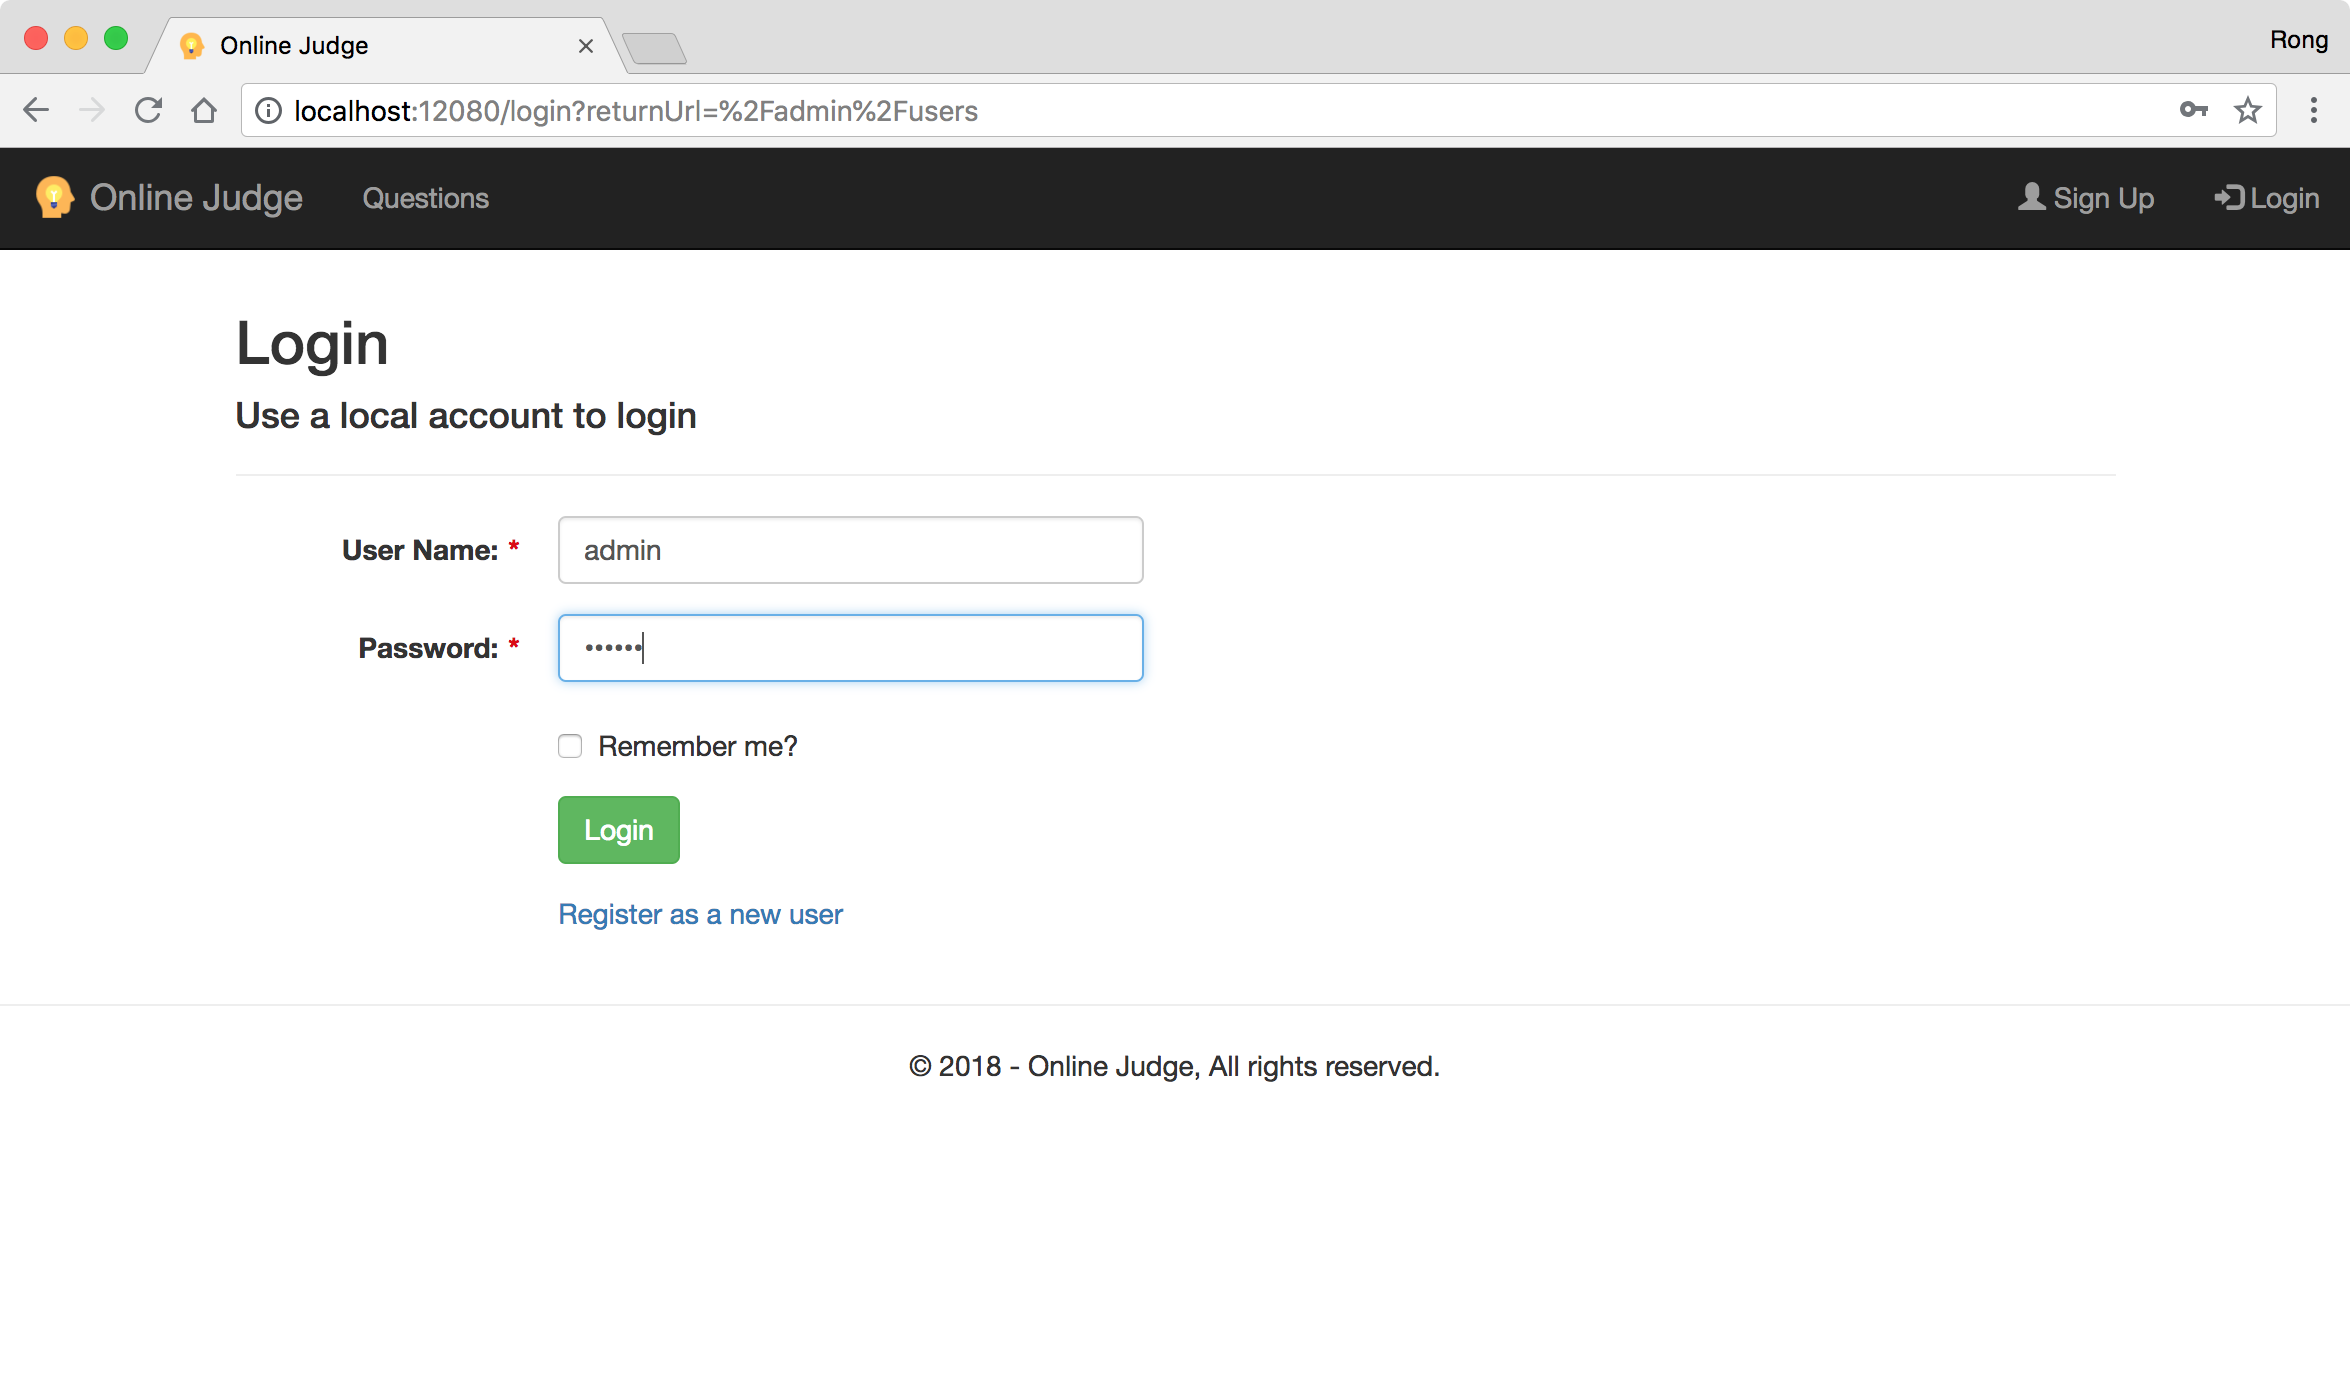 Online Judge
Rong
localhost:12080/login?returnUrl=%2Fadmin%2Fusers
Online Judge Questions Sign Up Login
Login
Use a local account to login
User Name: * admin
Password: * ••••••
Remember me?
Login
Register as a new user
© 2018 - Online Judge, All rights reserved.